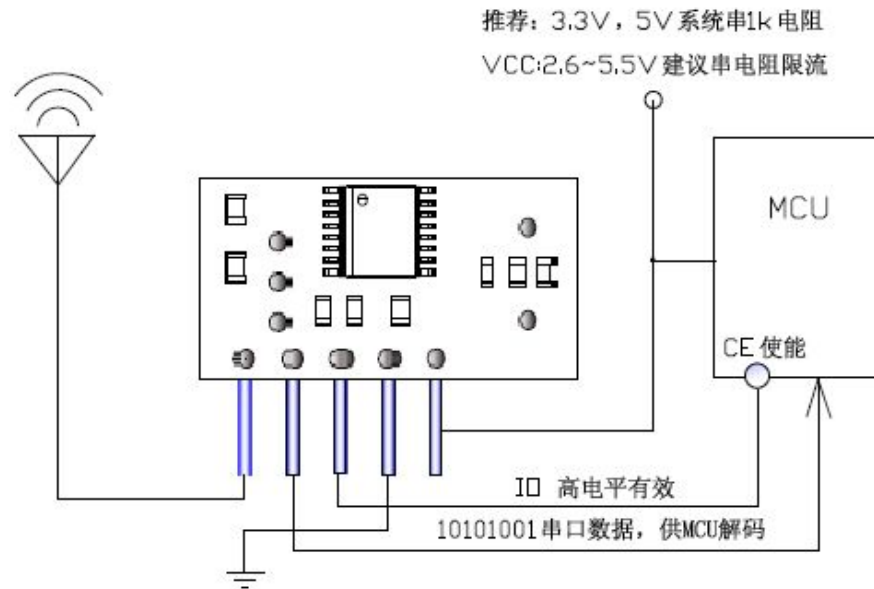 推荐：3.3V，5V系统串1k电阻
VCC:2.6~5.5V建议串电阻限流
MCU
CE使能
IO 高电平有效
10101001串口数据，供MCU解码